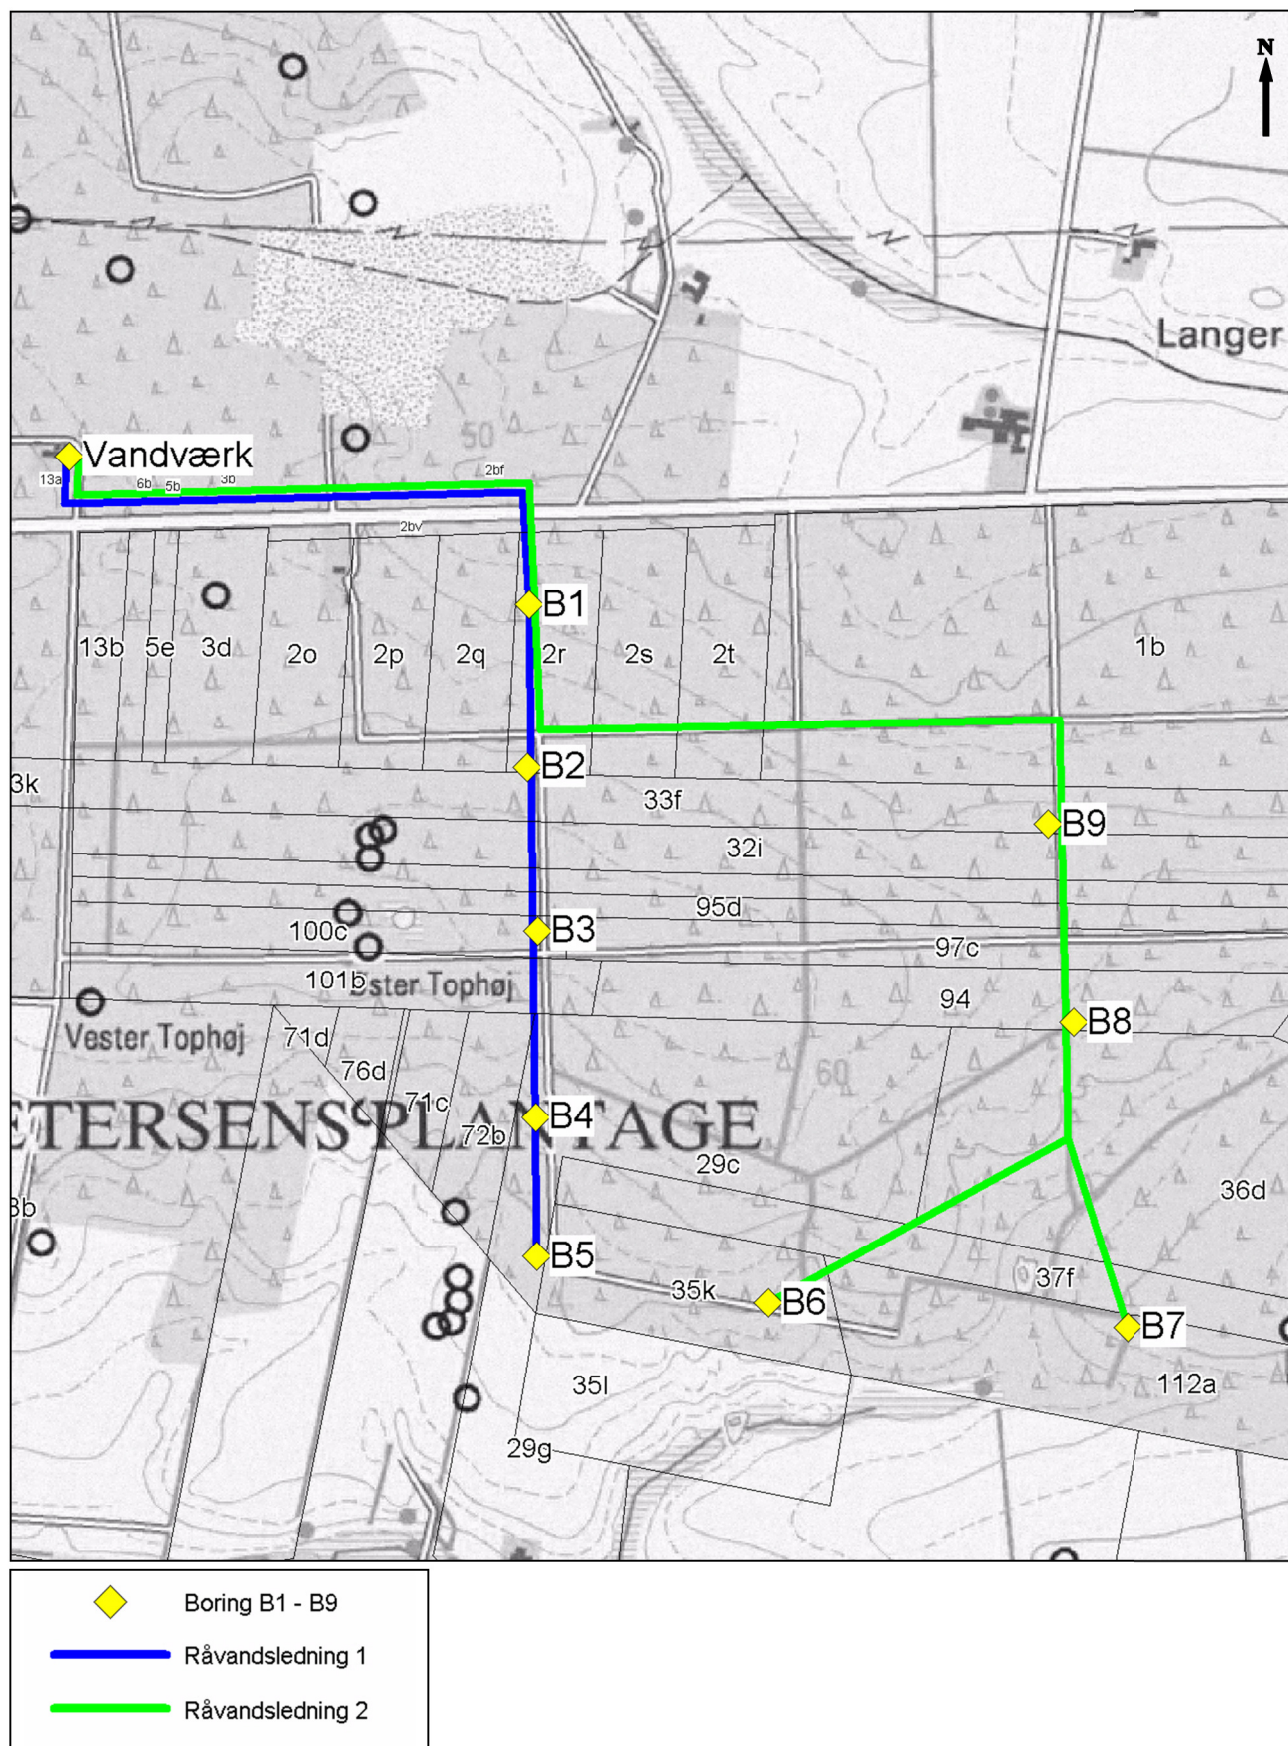 N
Langer
50
Vandværk
13a
6b
5b
3b
2bf
2bv
B1
13b
5e
3d
2o
2p
2q
2r
2s
2t
1b
B2
3k
33f
B9
32i
95d
100c
B3
97c
101b
Øster Tophøj
94
B8
Vester Tophøj
71d
76d
60
71c
B4
ETERSENS PLANTAGE
72b
29c
36d
3b
B5
37f
35k
B6
B7
35l
112a
29g
Boring B1 - B9
Råvandsledning 1
Råvandsledning 2